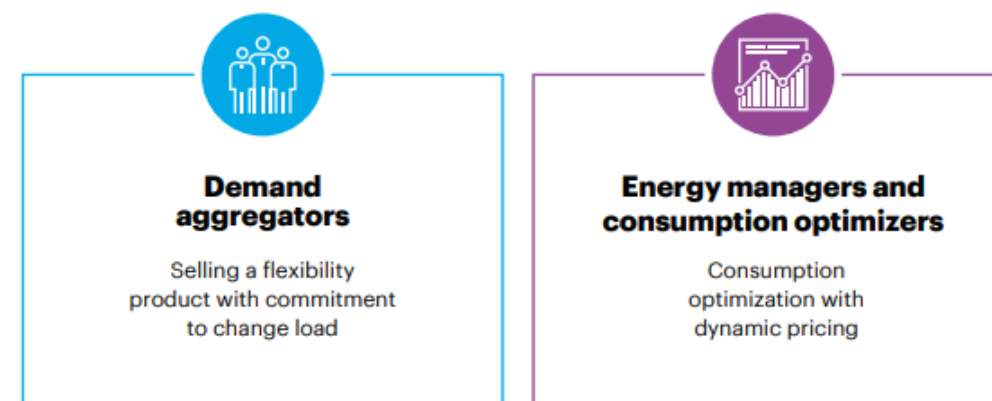 Demand
aggregators
Selling a flexibility
product with commitment
to change load
Energy managers and
consumption optimizers
Consumption
optimization with
dynamic pricing